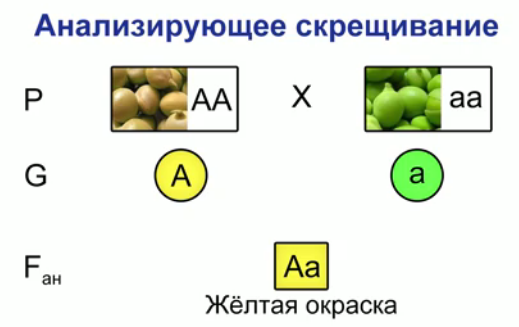 Анализирующее скрещивание
P AA X aa
G A a
Fан Aa
Жёлтая окраска